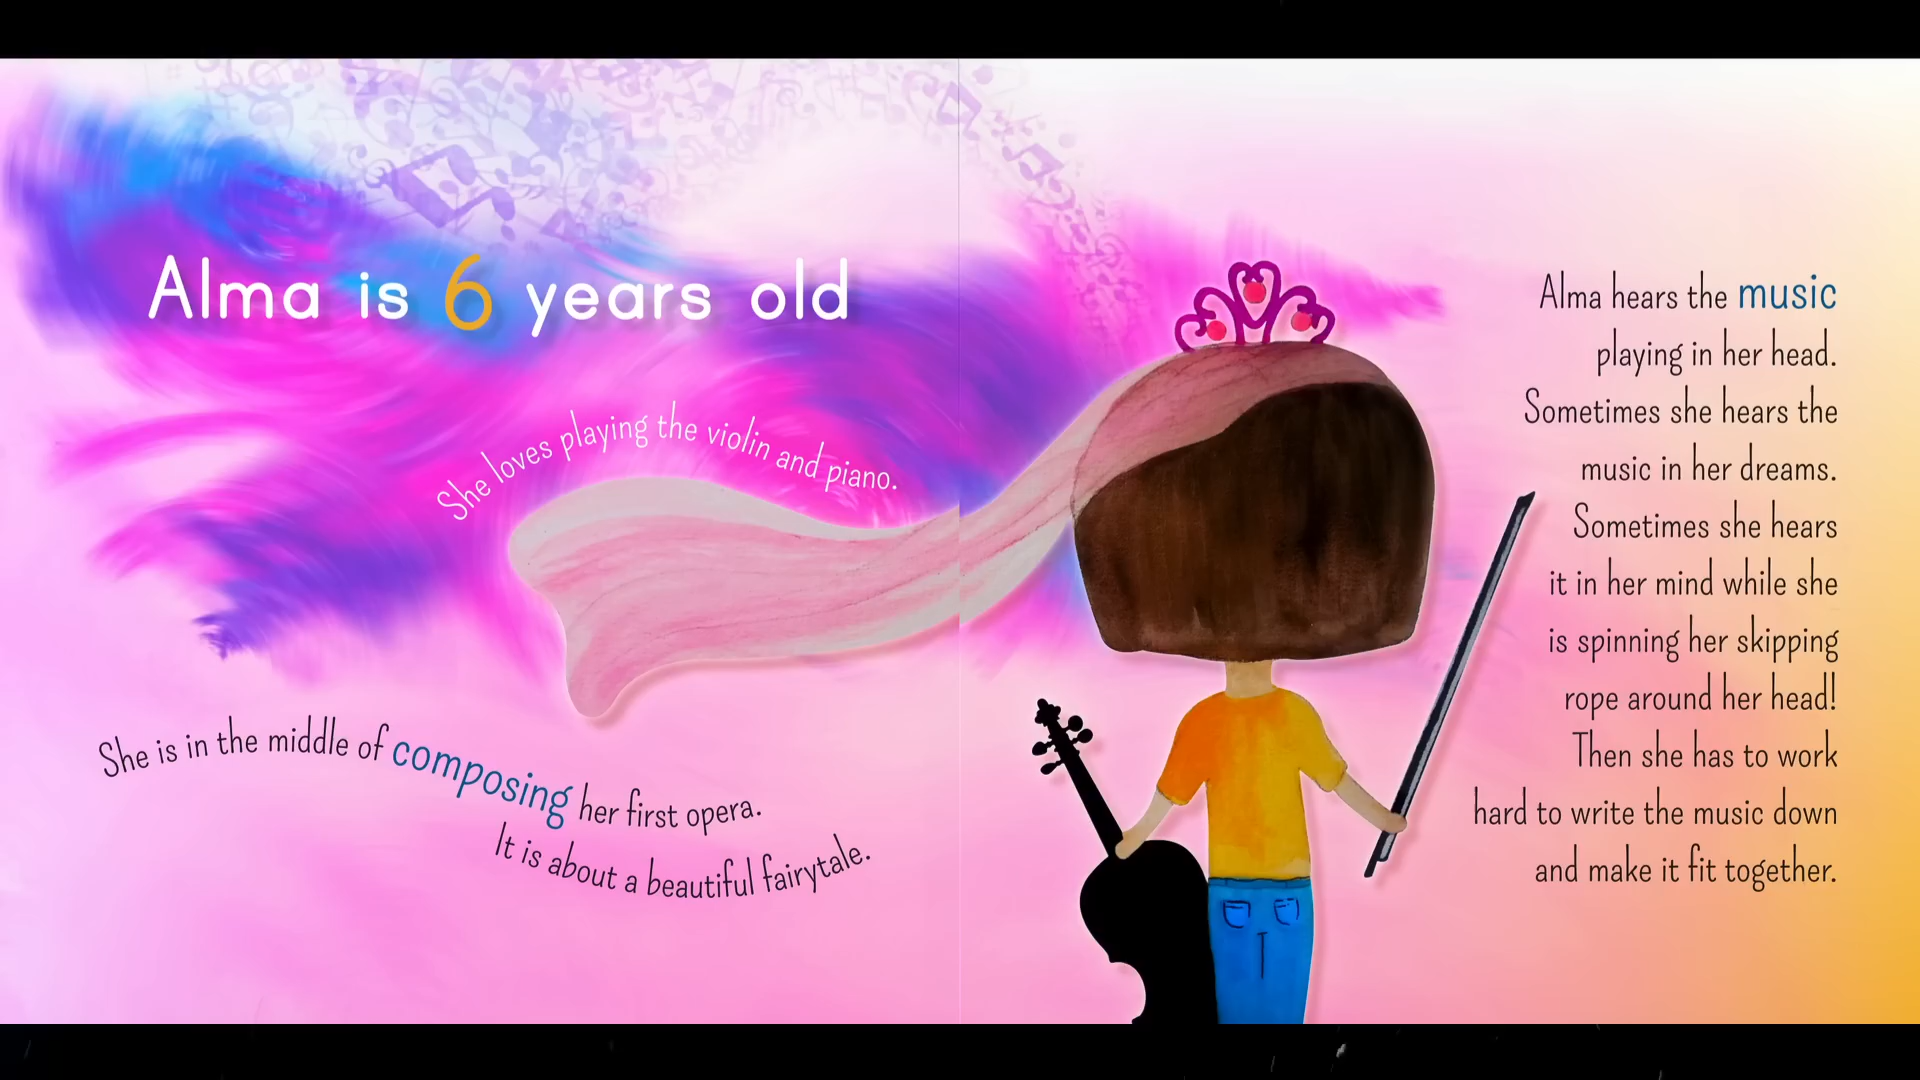 Alma is 6 years old
She loves playing the violin and piano.
She is in the middle of composing her first opera.
It is about a beautiful fairytale.
Alma hears the music
playing in her head.
Sometimes she hears the
music in her dreams.
Sometimes she hears
it in her mind while she
is spinning her skipping
rope around her head!
Then she has to work
hard to write the music down
and make it fit together.